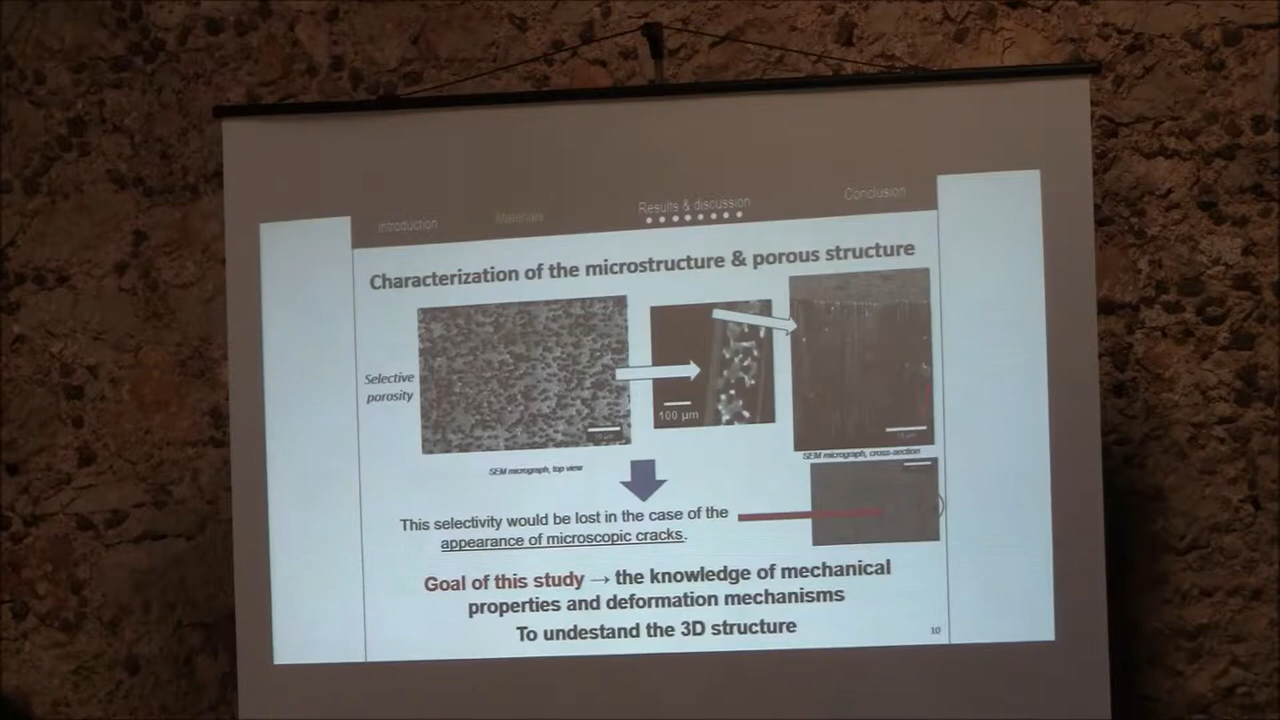 Introduction
Materials
Results & discussion
Conclusion
Characterization of the microstructure & porous structure
Selective
porosity
100 µm
SEM micrograph, top view
SEM micrograph, cross-section
This selectivity would be lost in the case of the
appearance of microscopic cracks.
Goal of this study → the knowledge of mechanical
properties and deformation mechanisms
To undestand the 3D structure
10